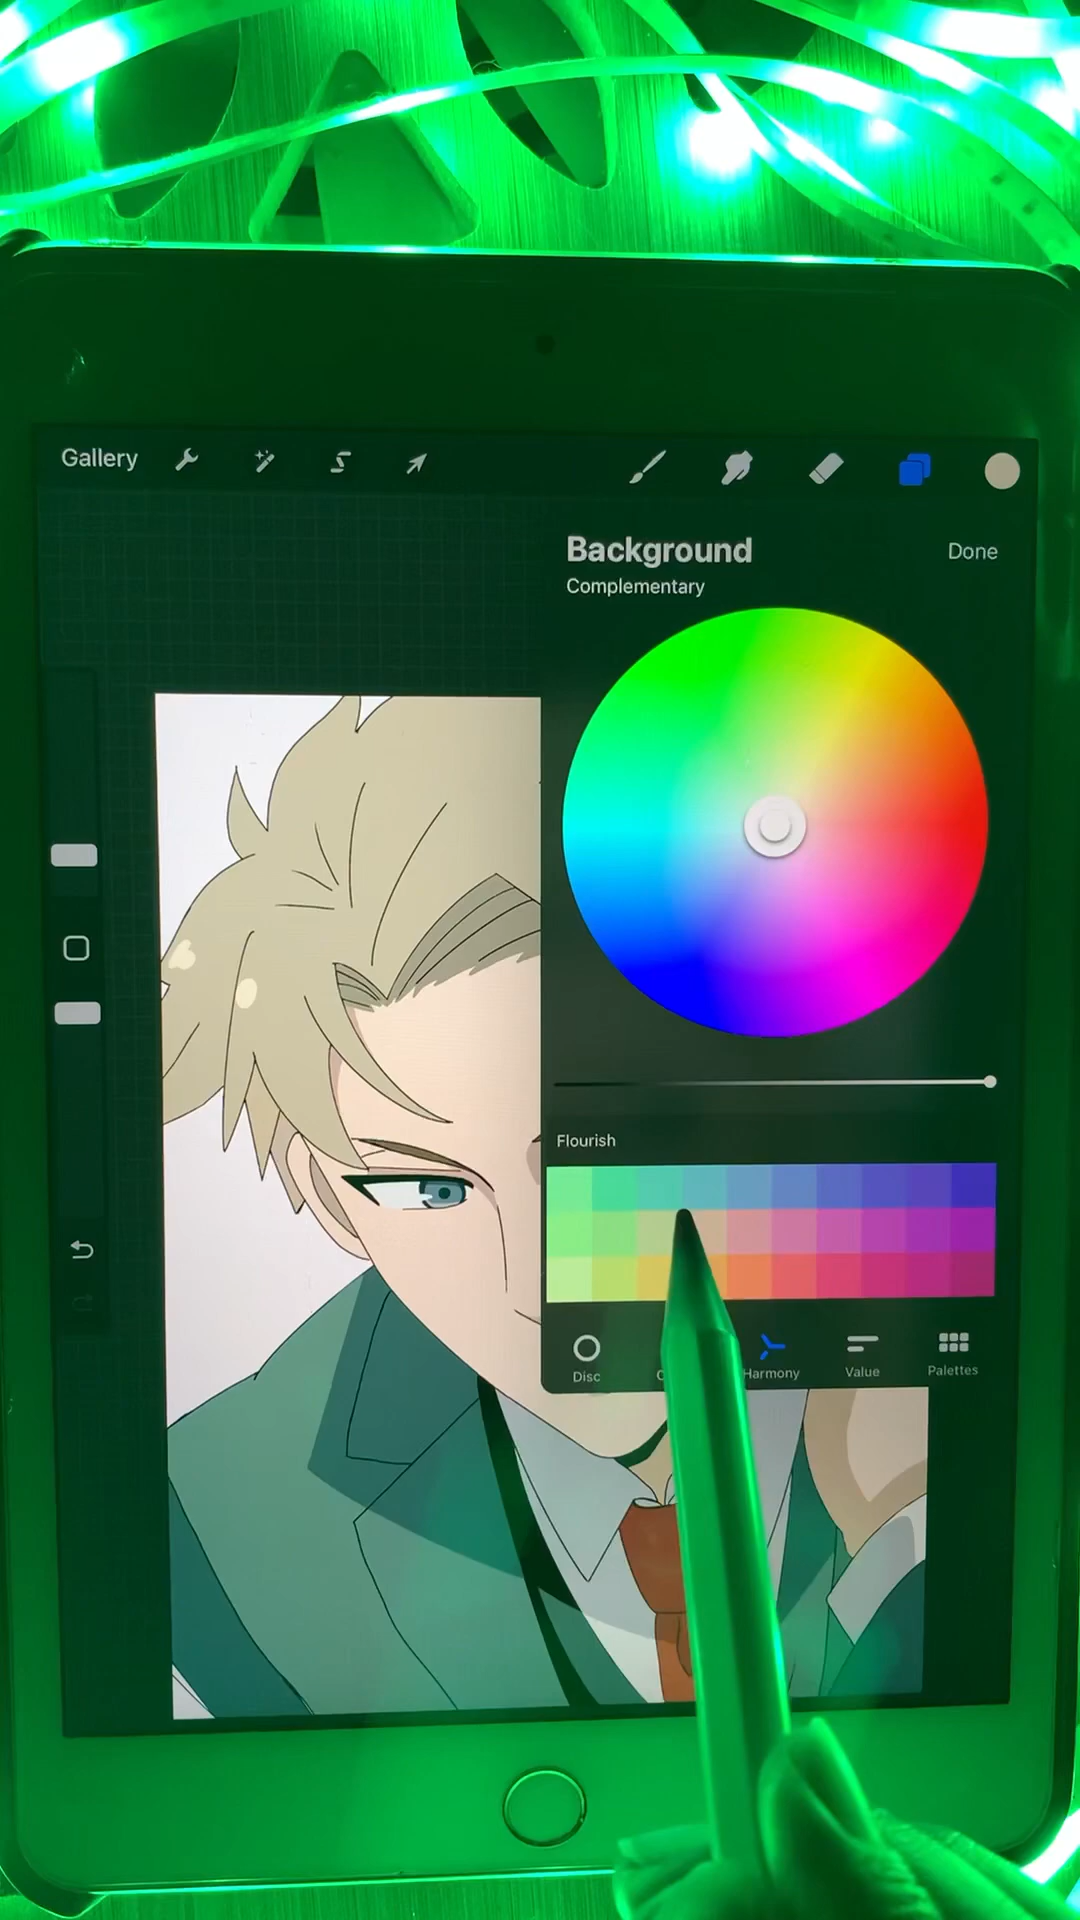 Gallery
Background
Done
Complementary
Flourish
Disc
Harmony
Value
Palettes